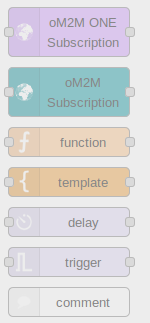 oM2M ONE
Subscription
oM2M
Subscription
function
template
delay
trigger
comment